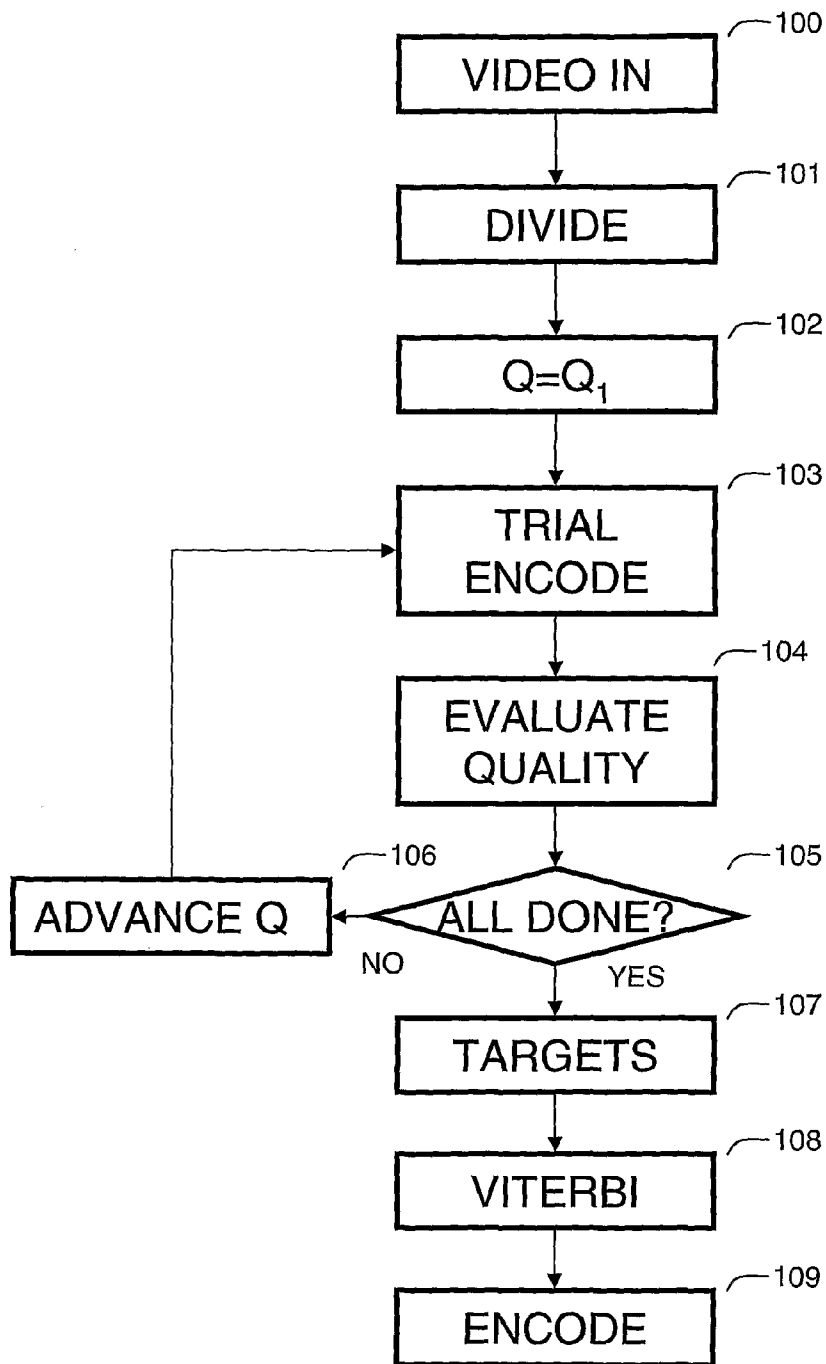 100
VIDEO IN
101
DIVIDE
102
Q=Q₁
103
TRIAL
ENCODE
104
EVALUATE
QUALITY
106
105
ADVANCE Q
ALL DONE?
NO
YES
107
TARGETS
108
VITERBI
109
ENCODE